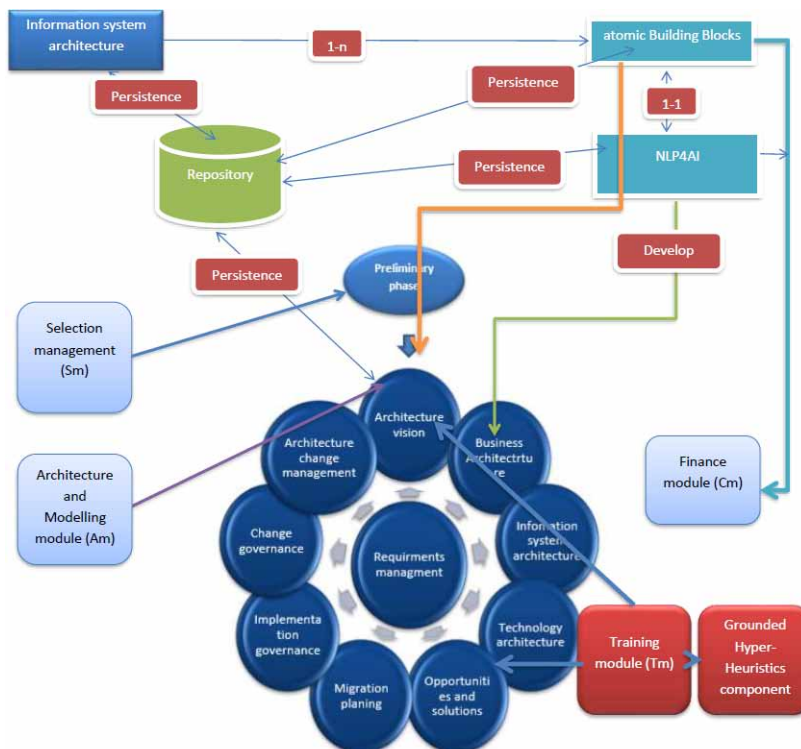 Information system
architecture
1-n
atomic Building Blocks
Persistence
Persistence
1-1
Repository
Persistence
NLP4AI
Persistence
Develop
Preliminary
phase
Selection
management
(Sm)
Architecture
vision
Architecture
change
management
Business
Architectrtu
re
Architecture
and
Modelling
module (Am)
Finance
module (Cm)
Change
governance
Requirments
managment
Infomation
system
architecture
Implementa
tion
governance
Technology
architecture
Training
module (Tm)
Grounded
Hyper-
Heuristics
component
Migration
planing
Opportuniti
es and
solutions